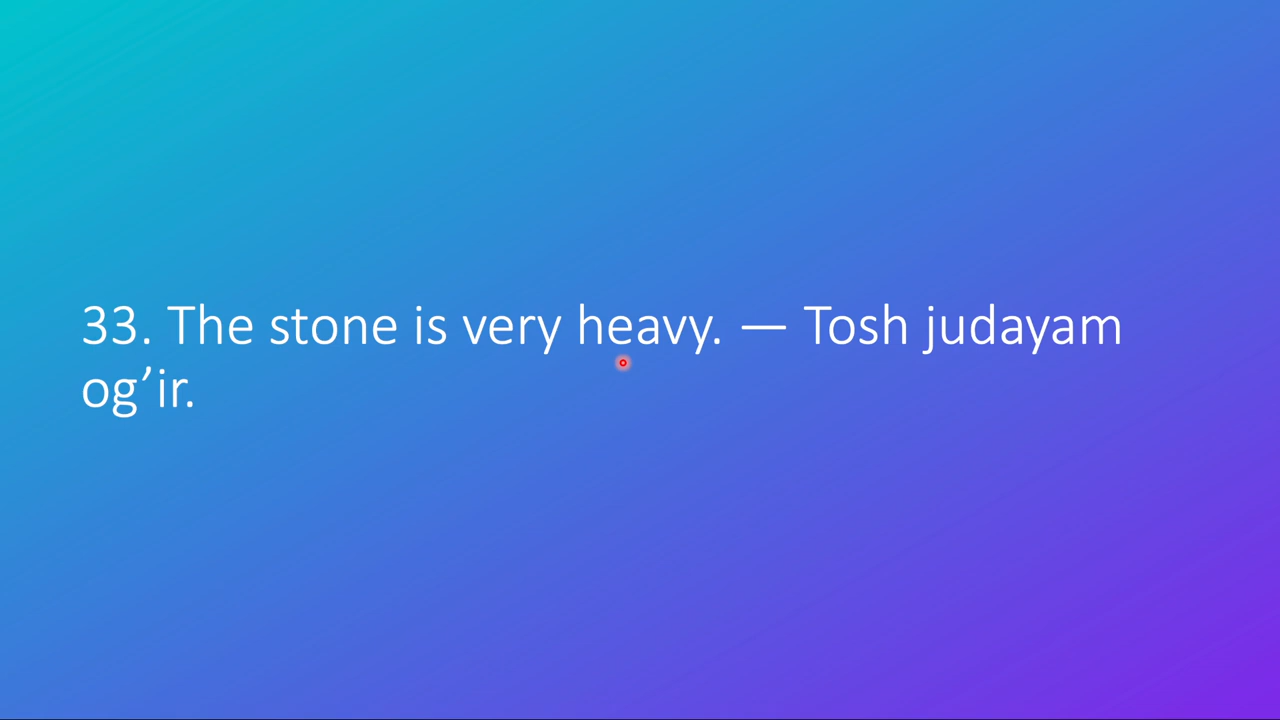 33. The stone is very heavy. — Tosh judayam
og’ir.